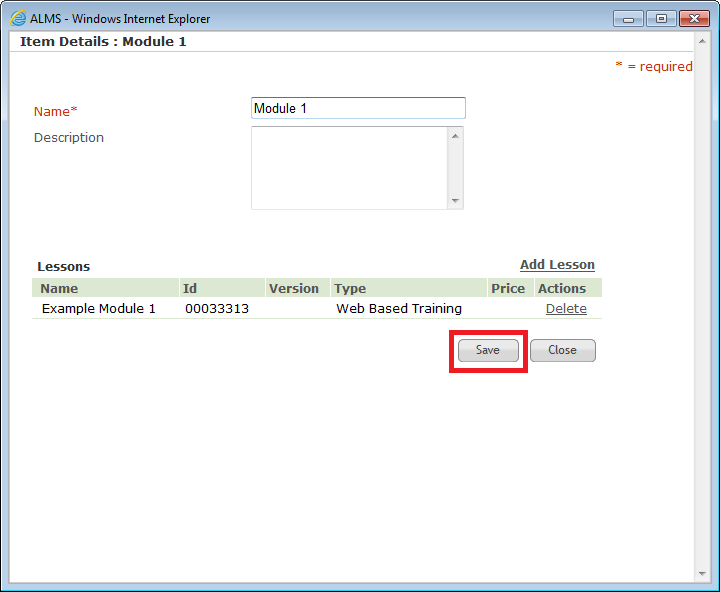 ALMS - Windows Internet Explorer
Item Details : Module 1
* = required
Name*
Module 1
Description
Lessons
Add Lesson
Name Id Version Type Price Actions
Example Module 1 00033313 Web Based Training Delete
Save Close